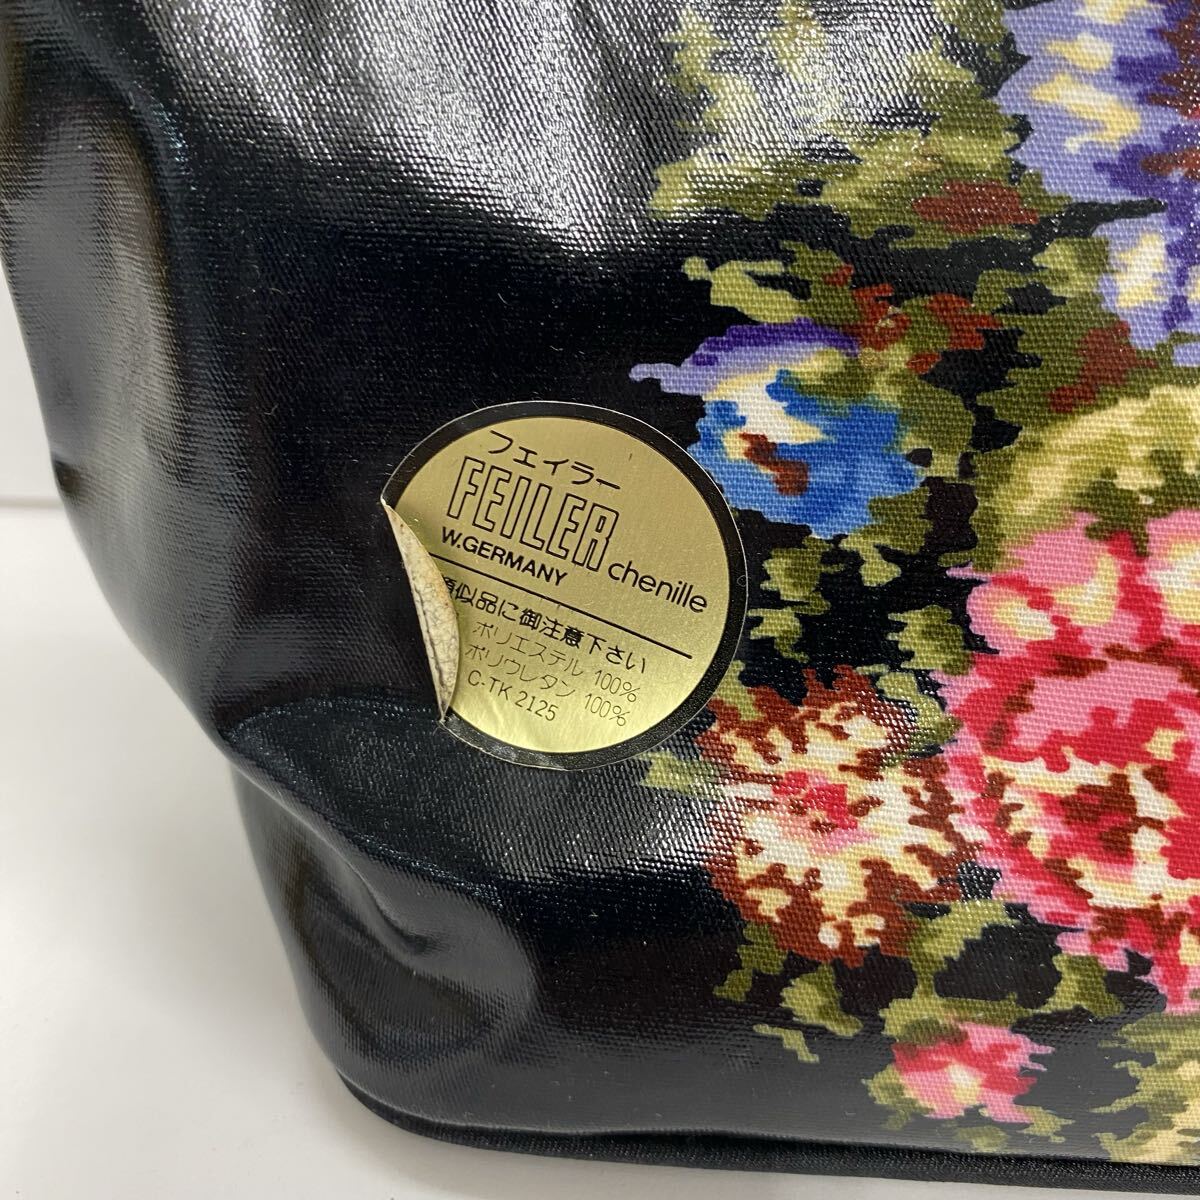 フェイラー
FEILER chenille
W.GERMANY
類似品に御注意下さい
ポリエステル 100%
ポリウレタン 100%
C-TK 2125